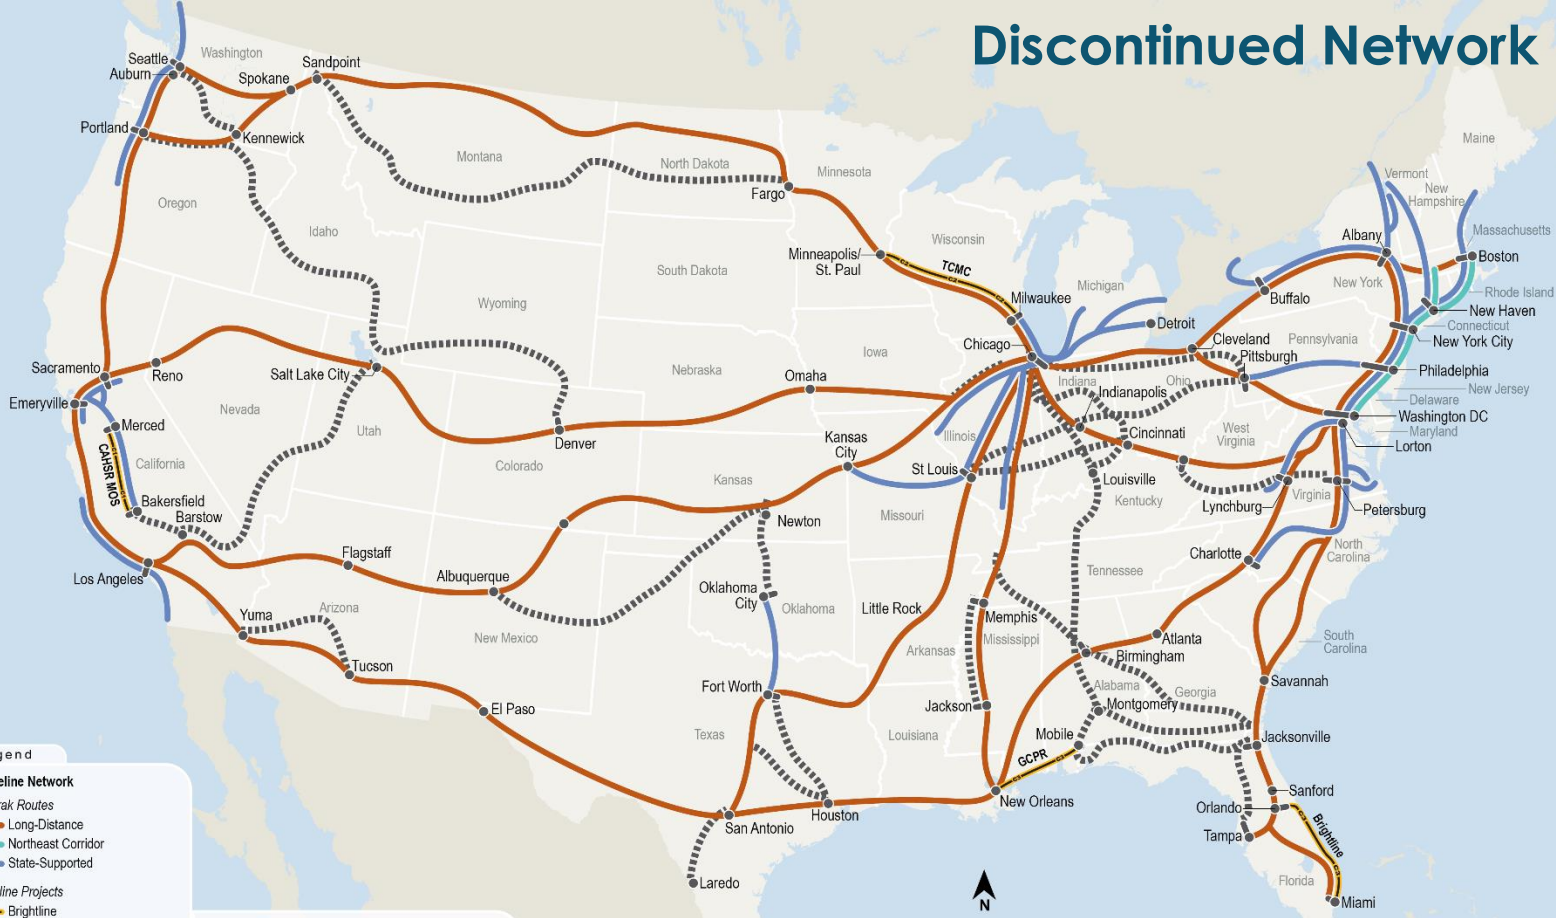 Discontinued Network
Seattle
Auburn
Washington
Spokane
Sandpoint
Portland
Kennewick
Montana
North Dakota
Fargo
Minnesota
Oregon
Idaho
Minneapolis/
St. Paul
TCMC
Wisconsin
South Dakota
Wyoming
Milwaukee
Michigan
Detroit
Chicago
Maine
Vermont
New
Hampshire
Albany
Massachusetts
Boston
New York
Buffalo
Rhode Island
New Haven
Connecticut
New York City
Cleveland
Pittsburgh
Pennsylvania
Philadelphia
New Jersey
Delaware
Washington DC
Maryland
Lorton
Sacramento
Reno
Salt Lake City
Emeryville
Nevada
Utah
Merced
CAHSR MOS
California
Bakersfield
Barstow
Los Angeles
Iowa
Nebraska
Omaha
Denver
Colorado
Kansas
City
Kansas
Illinois
Indiana
Ohio
Indianapolis
Cincinnati
West
Virginia
St Louis
Louisville
Kentucky
Lynchburg
Virginia
Petersburg
Missouri
Newton
Flagstaff
Albuquerque
Yuma
Arizona
Tucson
New Mexico
El Paso
Oklahoma
City
Oklahoma
Little Rock
Arkansas
Memphis
Mississippi
Tennessee
Charlotte
North
Carolina
South
Carolina
Atlanta
Birmingham
Alabama
Georgia
Montgomery
Savannah
Fort Worth
Texas
Louisiana
Jackson
Mobile
GCPR
New Orleans
Jacksonville
Sanford
Orlando
Tampa
Brightline
Florida
Miami
San Antonio
Houston
Laredo
N
gend
eline Network
rak Routes
Long-Distance
Northeast Corridor
State-Supported
line Projects
Brightline